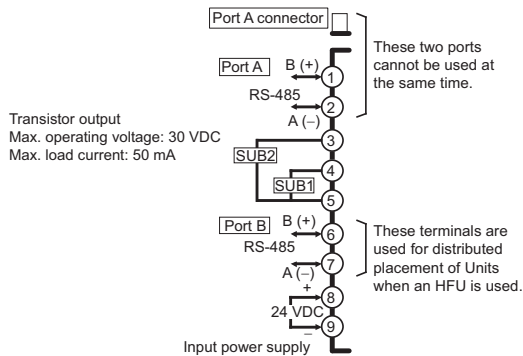 Port A connector
These two ports
cannot be used at
the same time.
Port A
B (+)
1
RS-485
2
A (−)
Transistor output
Max. operating voltage: 30 VDC
Max. load current: 50 mA
3
SUB2
4
SUB1
5
Port B
B (+)
6
RS-485
7
A (−)
These terminals are
used for distributed
placement of Units
when an HFU is used.
+
8
24 VDC
9
−
Input power supply